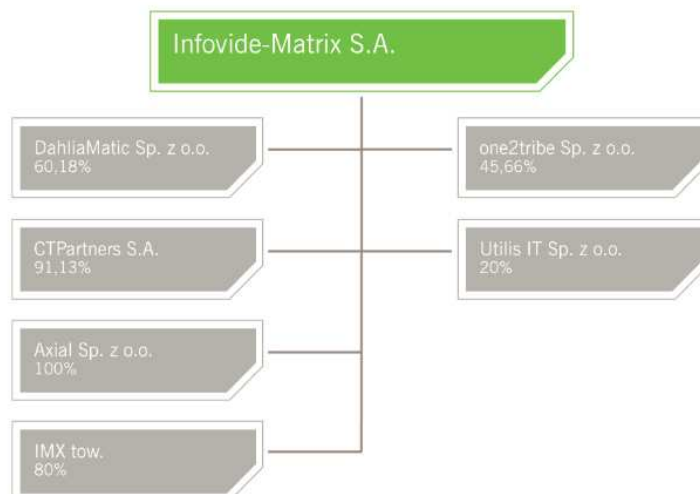 Infovide-Matrix S.A.
DahliaMatic Sp. z o.o.
60,18%
one2tribe Sp. z o.o.
45,66%
CTPartners S.A.
91,13%
Utilis IT Sp. z o.o.
20%
Axial Sp. z o.o.
100%
IMX tow.
80%